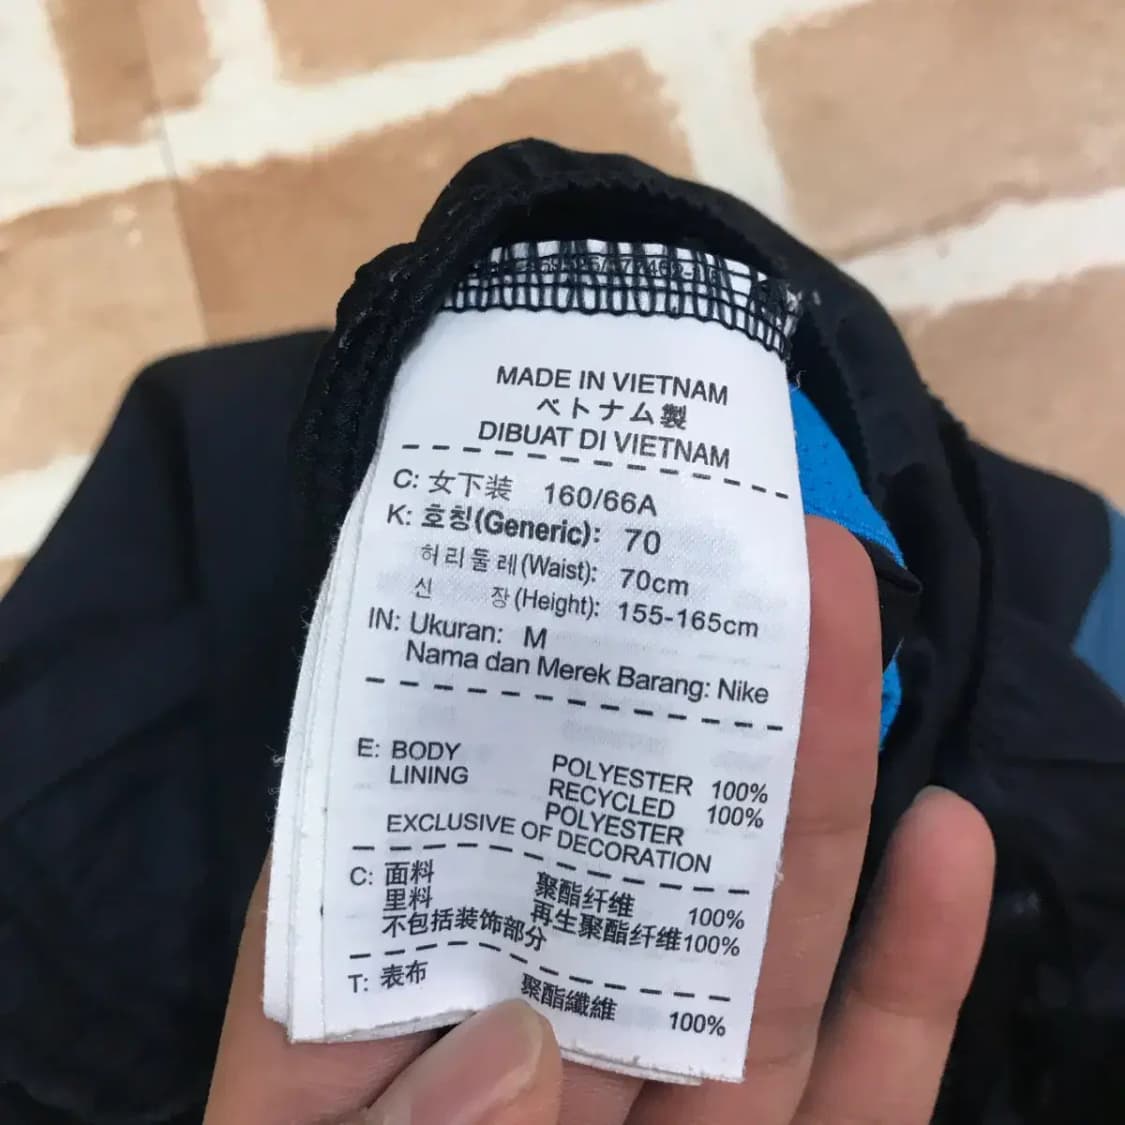 MADE IN VIETNAM
ベトナム製
DIBUAT DI VIETNAM
C: 女下装 160/66A
K: 호칭(Generic): 70
허리둘레(Waist): 70cm
신 장(Height): 155-165cm
IN: Ukuran: M
Nama dan Merek Barang: Nike
E: BODY POLYESTER 100%
LINING RECYCLED 100%
POLYESTER
EXCLUSIVE OF DECORATION
C: 面料 聚酯纤维 100%
里料 再生聚酯纤维100%
不包括装饰部分
T: 表布 聚酯纖維 100%